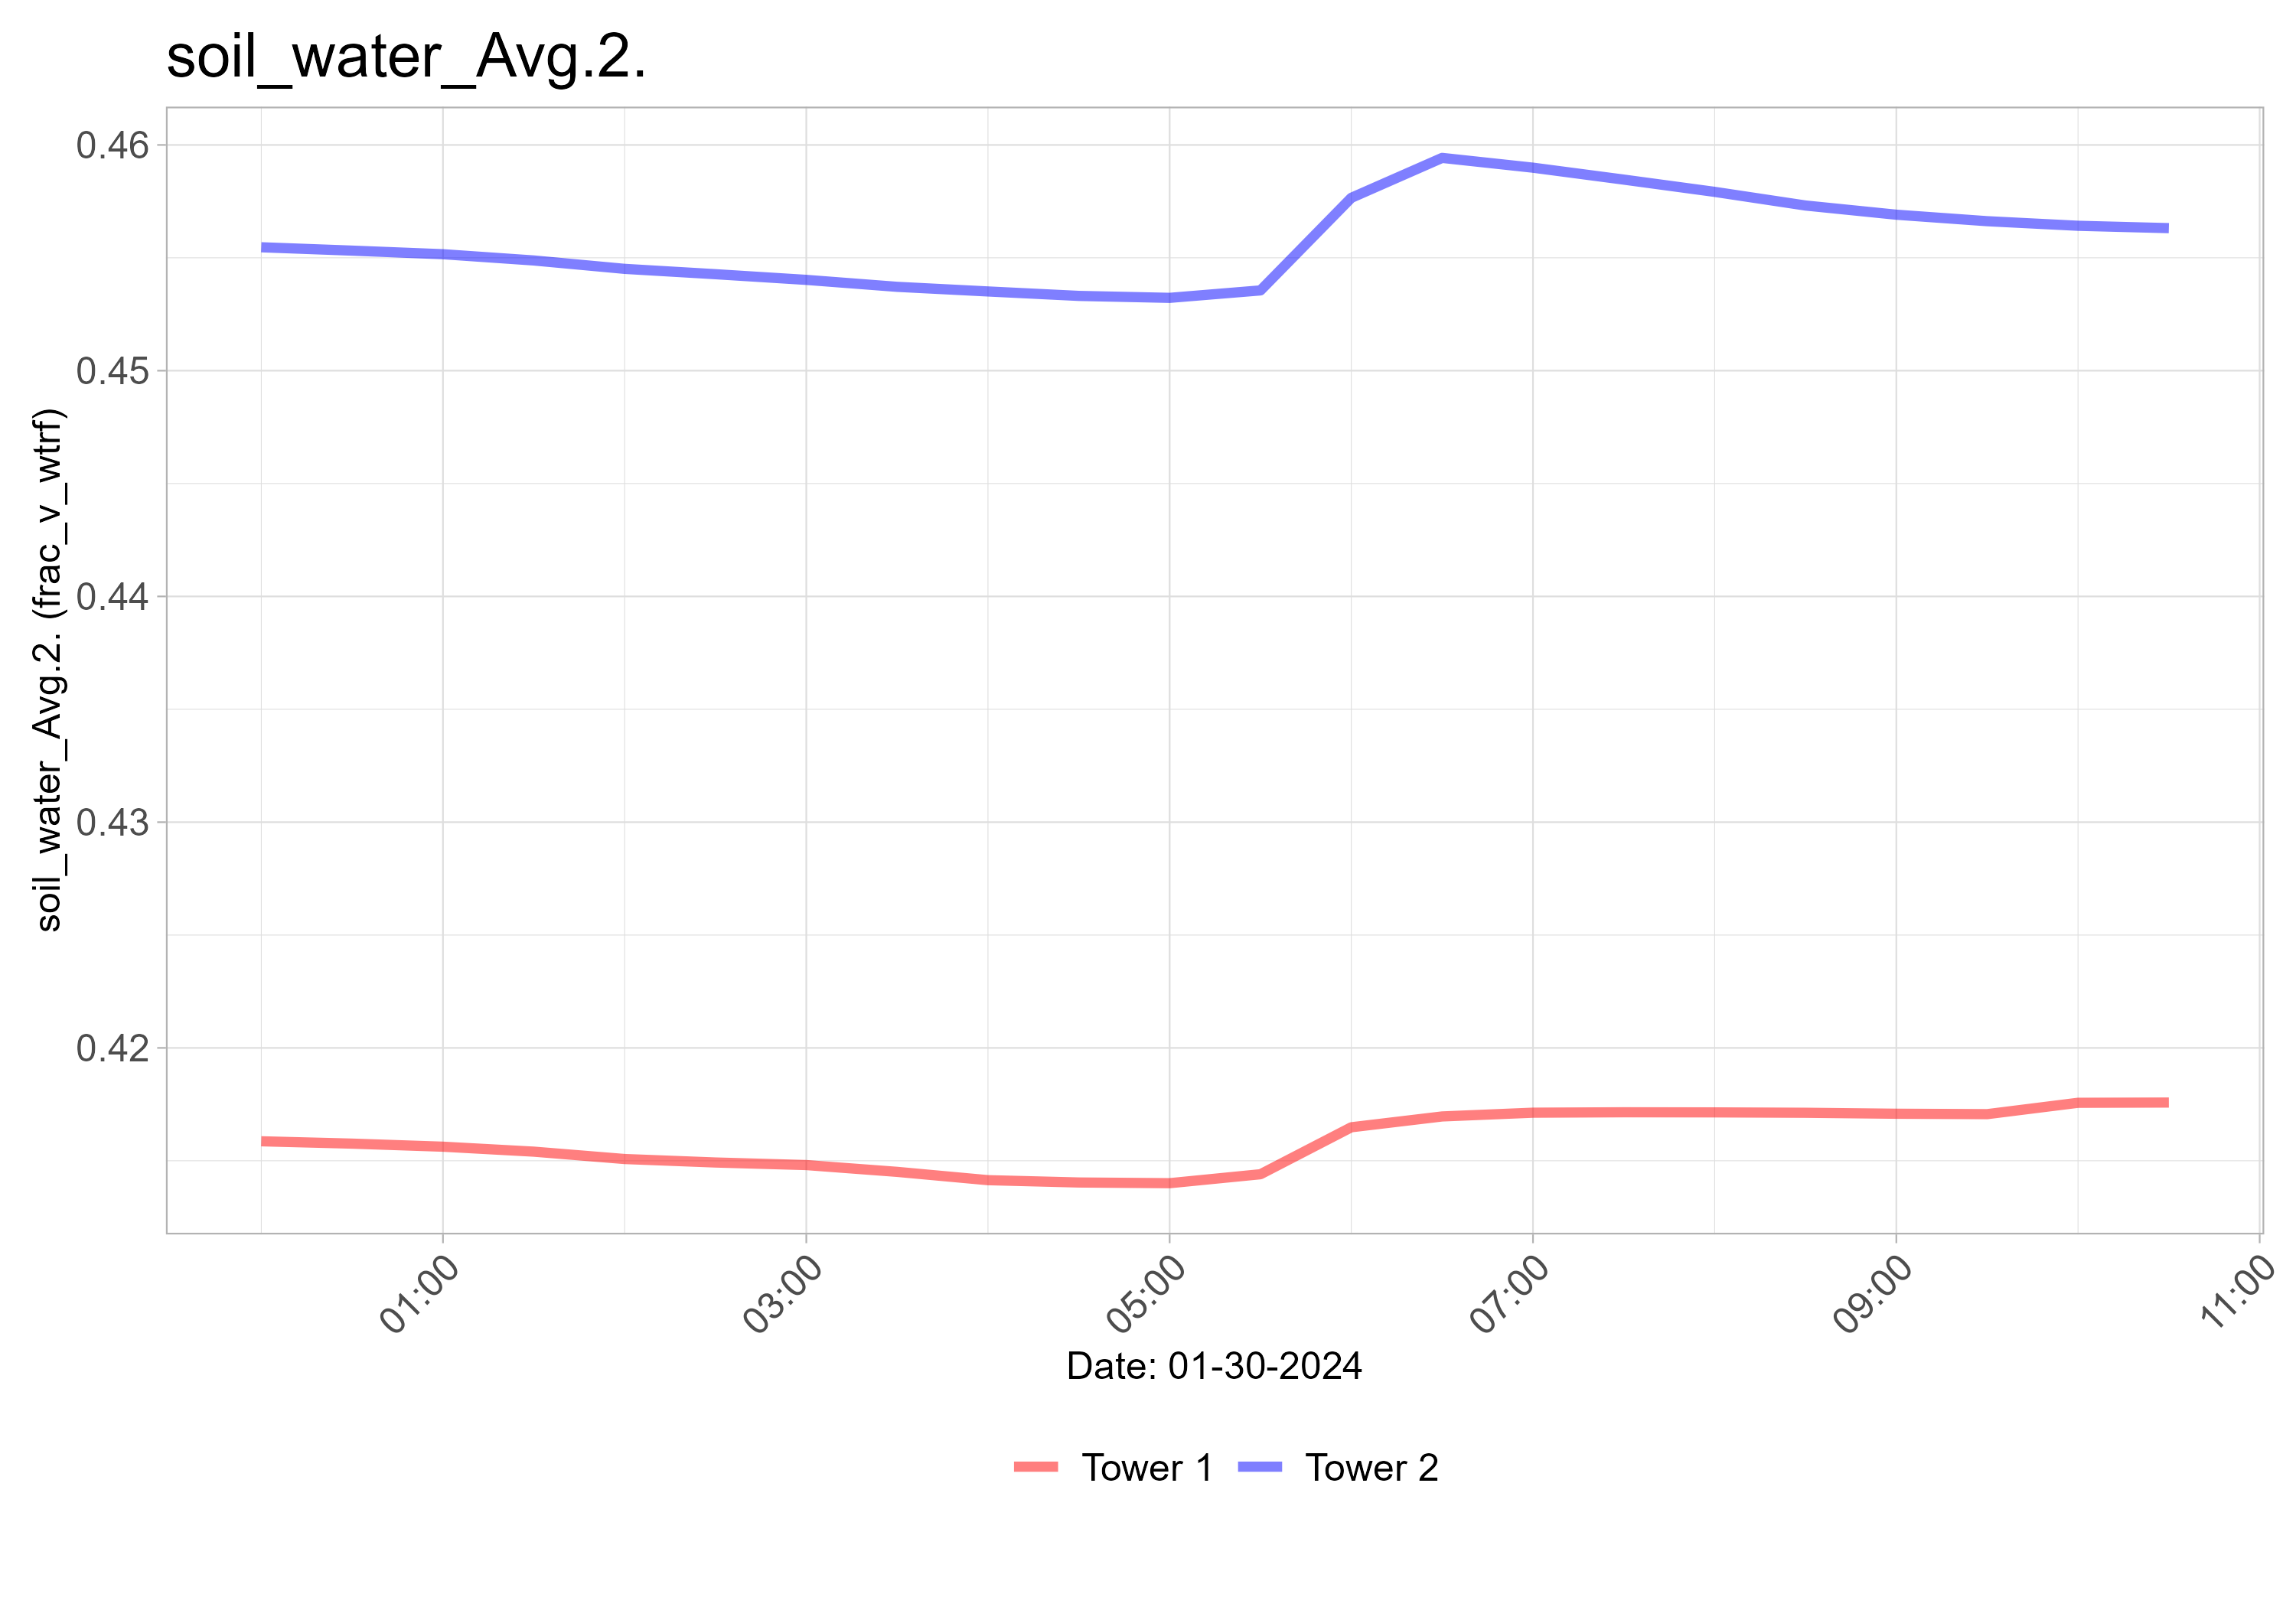 soil_water_Avg.2.
soil_water_Avg.2. (frac_v_wtrf)
0.46
0.45
0.44
0.43
0.42
01:00
03:00
05:00
07:00
09:00
11:00
Date: 01-30-2024
Tower 1
Tower 2